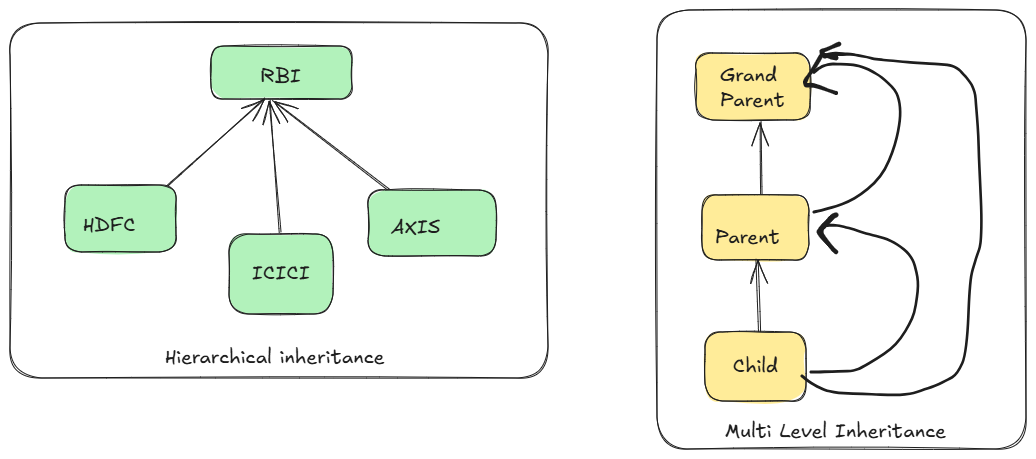 RBI
HDFC
ICICI
AXIS
Hierarchical inheritance
Grand
Parent
Parent
Child
Multi Level Inheritance